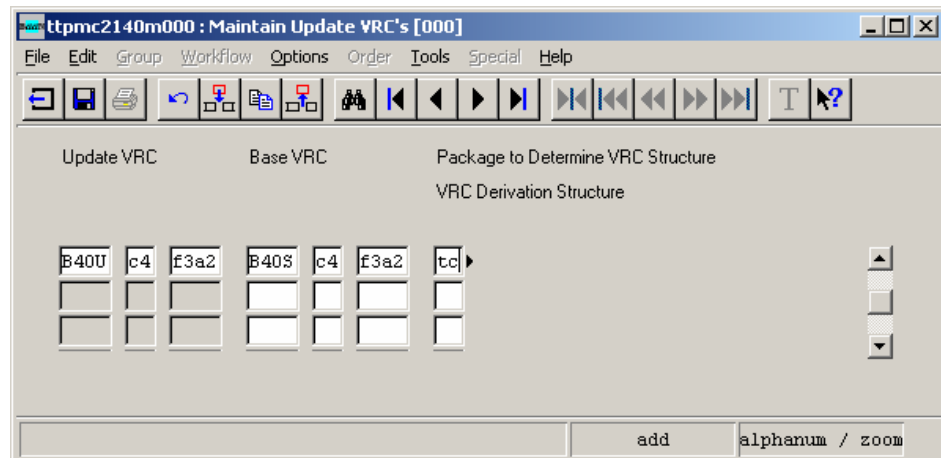 ttpmc2140m000 : Maintain Update VRC's [000]
File Edit Group Workflow Options Order Tools Special Help
T ?
Update VRC Base VRC Package to Determine VRC Structure
VRC Derivation Structure
B40U c4 f3a2 B40S c4 f3a2 tc
add alphanum / zoom